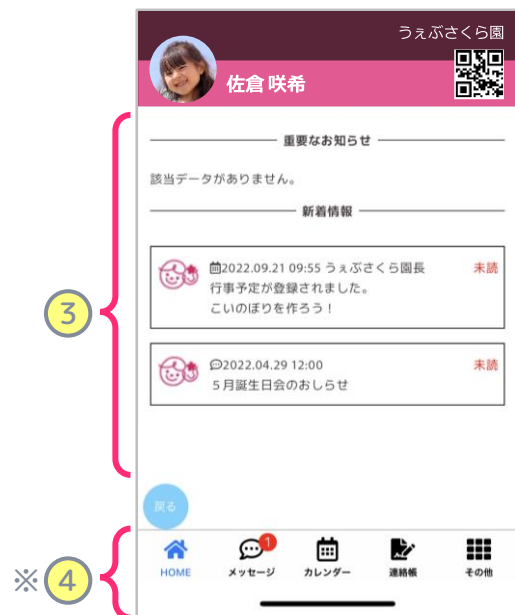 うぇぶさくら園
佐倉 咲希
重要なお知らせ
該当データがありません。
新着情報
2022.09.21 09:55 うぇぶさくら園長 未読
行事予定が登録されました。
こいのぼりを作ろう！
2022.04.29 12:00 未読
５月誕生日会のおしらせ
3
戻る
1
HOME メッセージ カレンダー 連絡帳 その他
※ 4